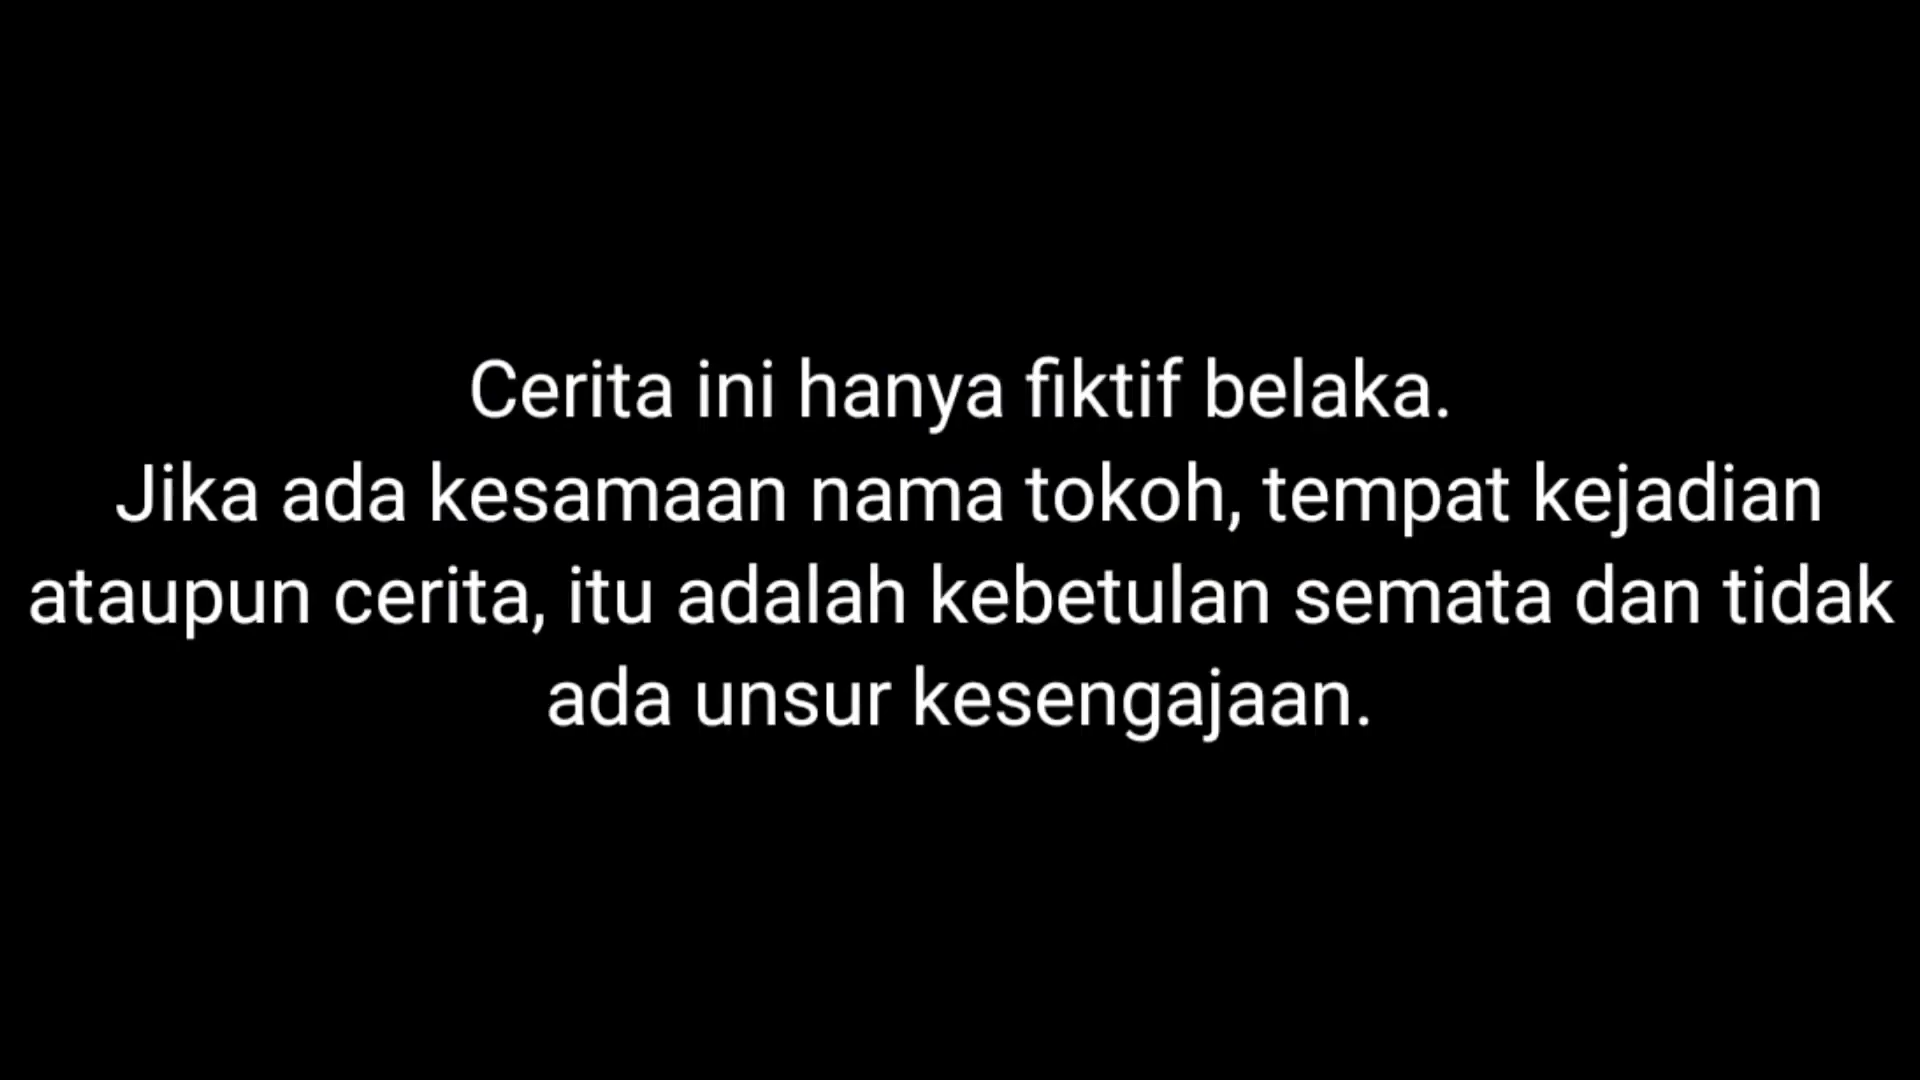 Cerita ini hanya fiktif belaka.
Jika ada kesamaan nama tokoh, tempat kejadian
ataupun cerita, itu adalah kebetulan semata dan tidak
ada unsur kesengajaan.